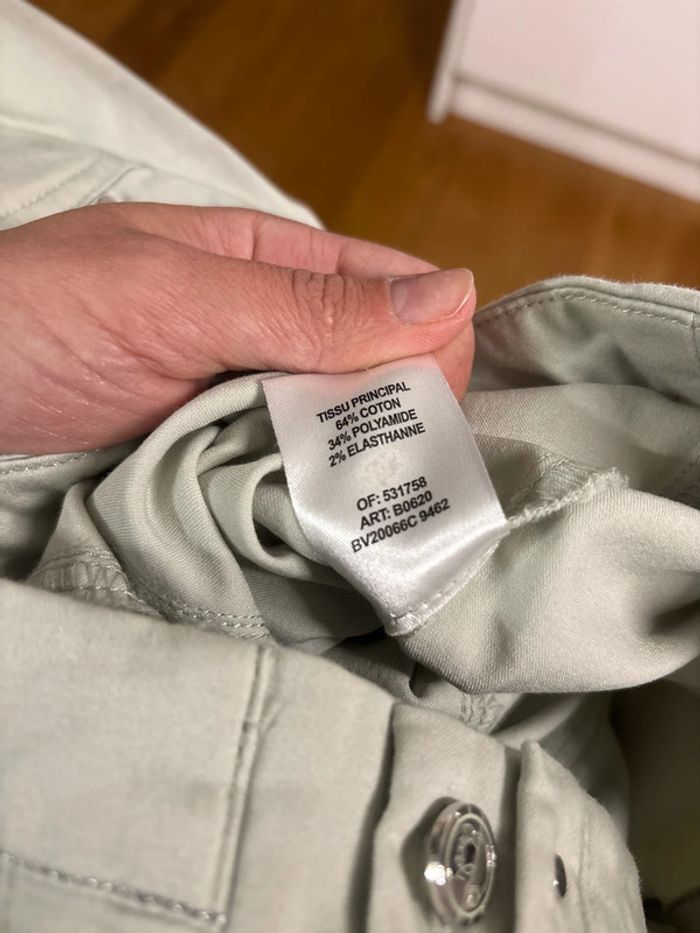 TISSU PRINCIPAL
64% COTON
34% POLYAMIDE
2% ELASTHANNE
OF: 531758
ART: B0620
BV20066C 9462